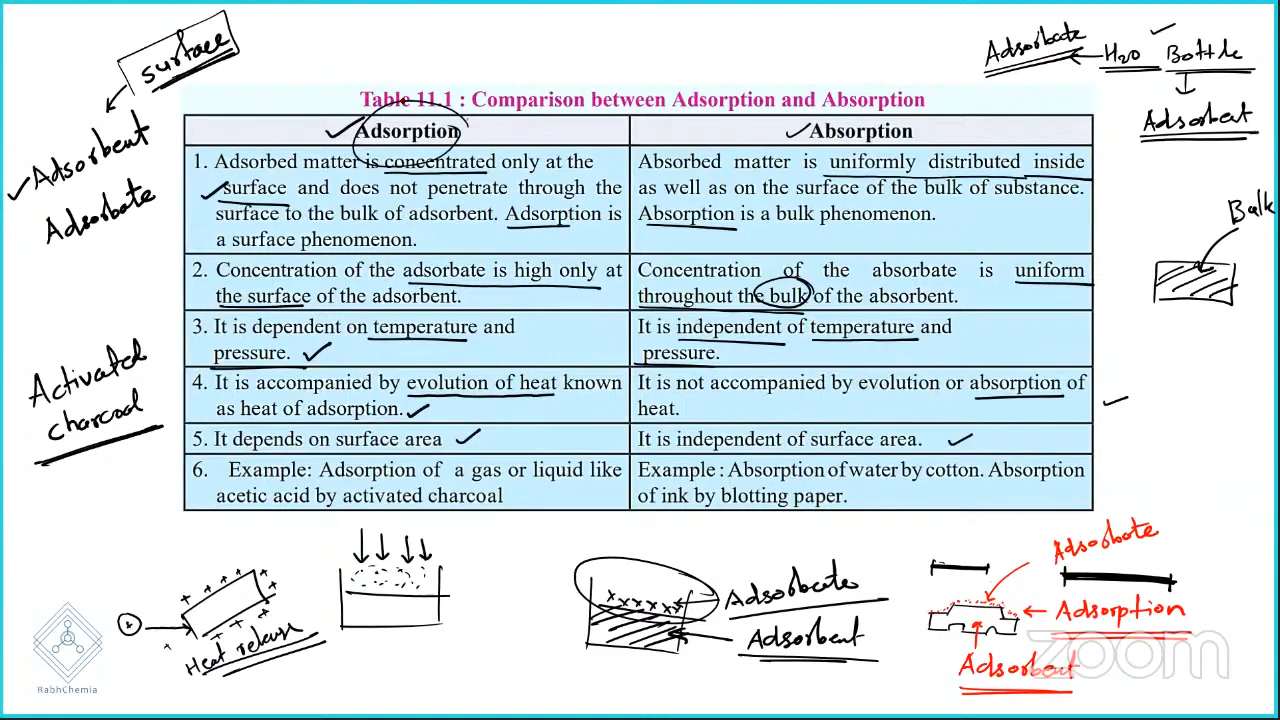 surface
Adsorbent
Adsorbate
Adsorbate
H2O
Bottle
Adsorbent
Table 11.1 : Comparison between Adsorption and Absorption
Adsorption
Absorption
1. Adsorbed matter is concentrated only at the
surface and does not penetrate through the
surface to the bulk of adsorbent. Adsorption is
a surface phenomenon.
Absorbed matter is uniformly distributed inside
as well as on the surface of the bulk of substance.
Absorption is a bulk phenomenon.
Bulk
2. Concentration of the adsorbate is high only at
the surface of the adsorbent.
Concentration of the absorbate is uniform
throughout the bulk of the absorbent.
3. It is dependent on temperature and
pressure.
It is independent of temperature and
pressure.
Activated
charcoal
4. It is accompanied by evolution of heat known
as heat of adsorption.
It is not accompanied by evolution or absorption of
heat.
5. It depends on surface area
It is independent of surface area.
6. Example: Adsorption of a gas or liquid like
acetic acid by activated charcoal
Example : Absorption of water by cotton. Absorption
of ink by blotting paper.
Heat release
Adsorbate
Adsorbent
Adsorbate
Adsorption
Adsorbent
zoom
RabhChemia